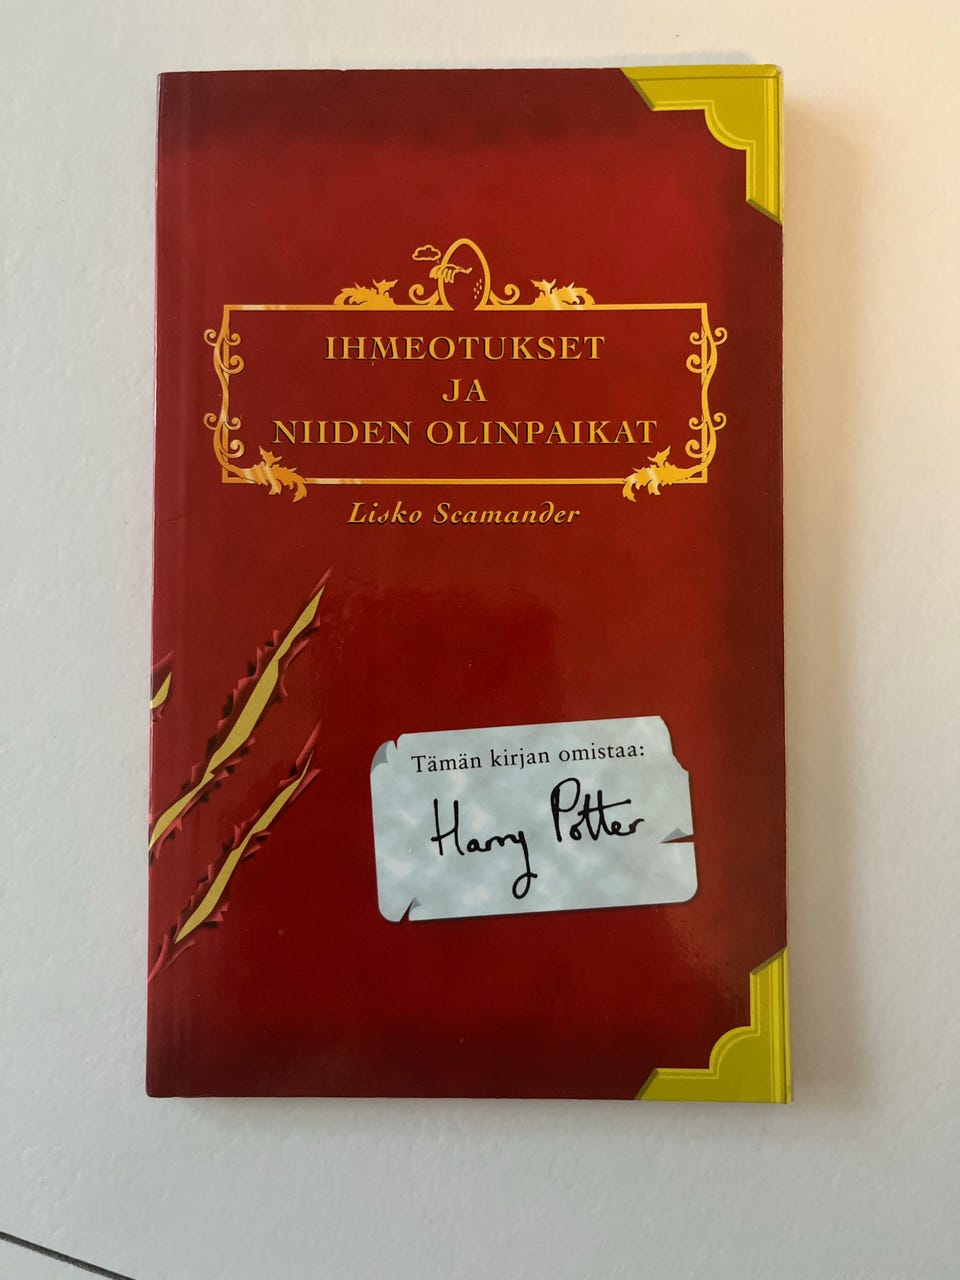 IHMEOTUKSET
JA
NIIDEN OLINPAIKAT
Lisko Scamander
Tämän kirjan omistaa:
Harry Potter